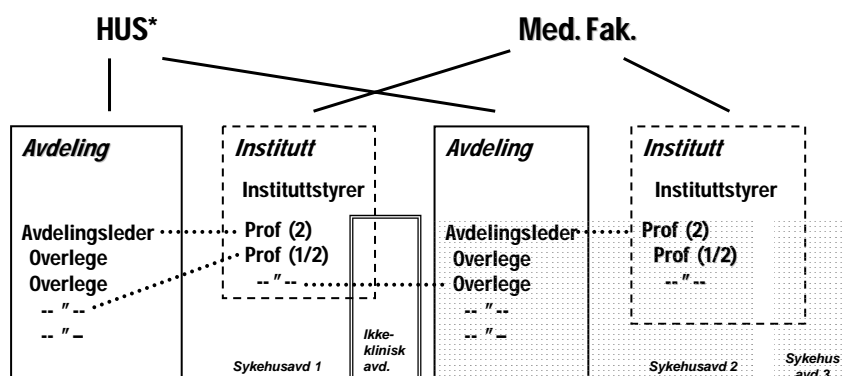 HUS*
Med. Fak.
Avdeling
Institutt
Avdeling
Institutt
Instituttstyrer
Instituttstyrer
Avdelingsleder
Prof (2)
Avdelingsleder
Prof (2)
Overlege
Prof (1/2)
Overlege
Prof (1/2)
Overlege
-- " --
Overlege
-- " --
-- " --
-- " --
-- " –
-- " –
Ikke-
klinisk
avd.
Sykehusavd 1
Sykehusavd 2
Sykehus
avd 3